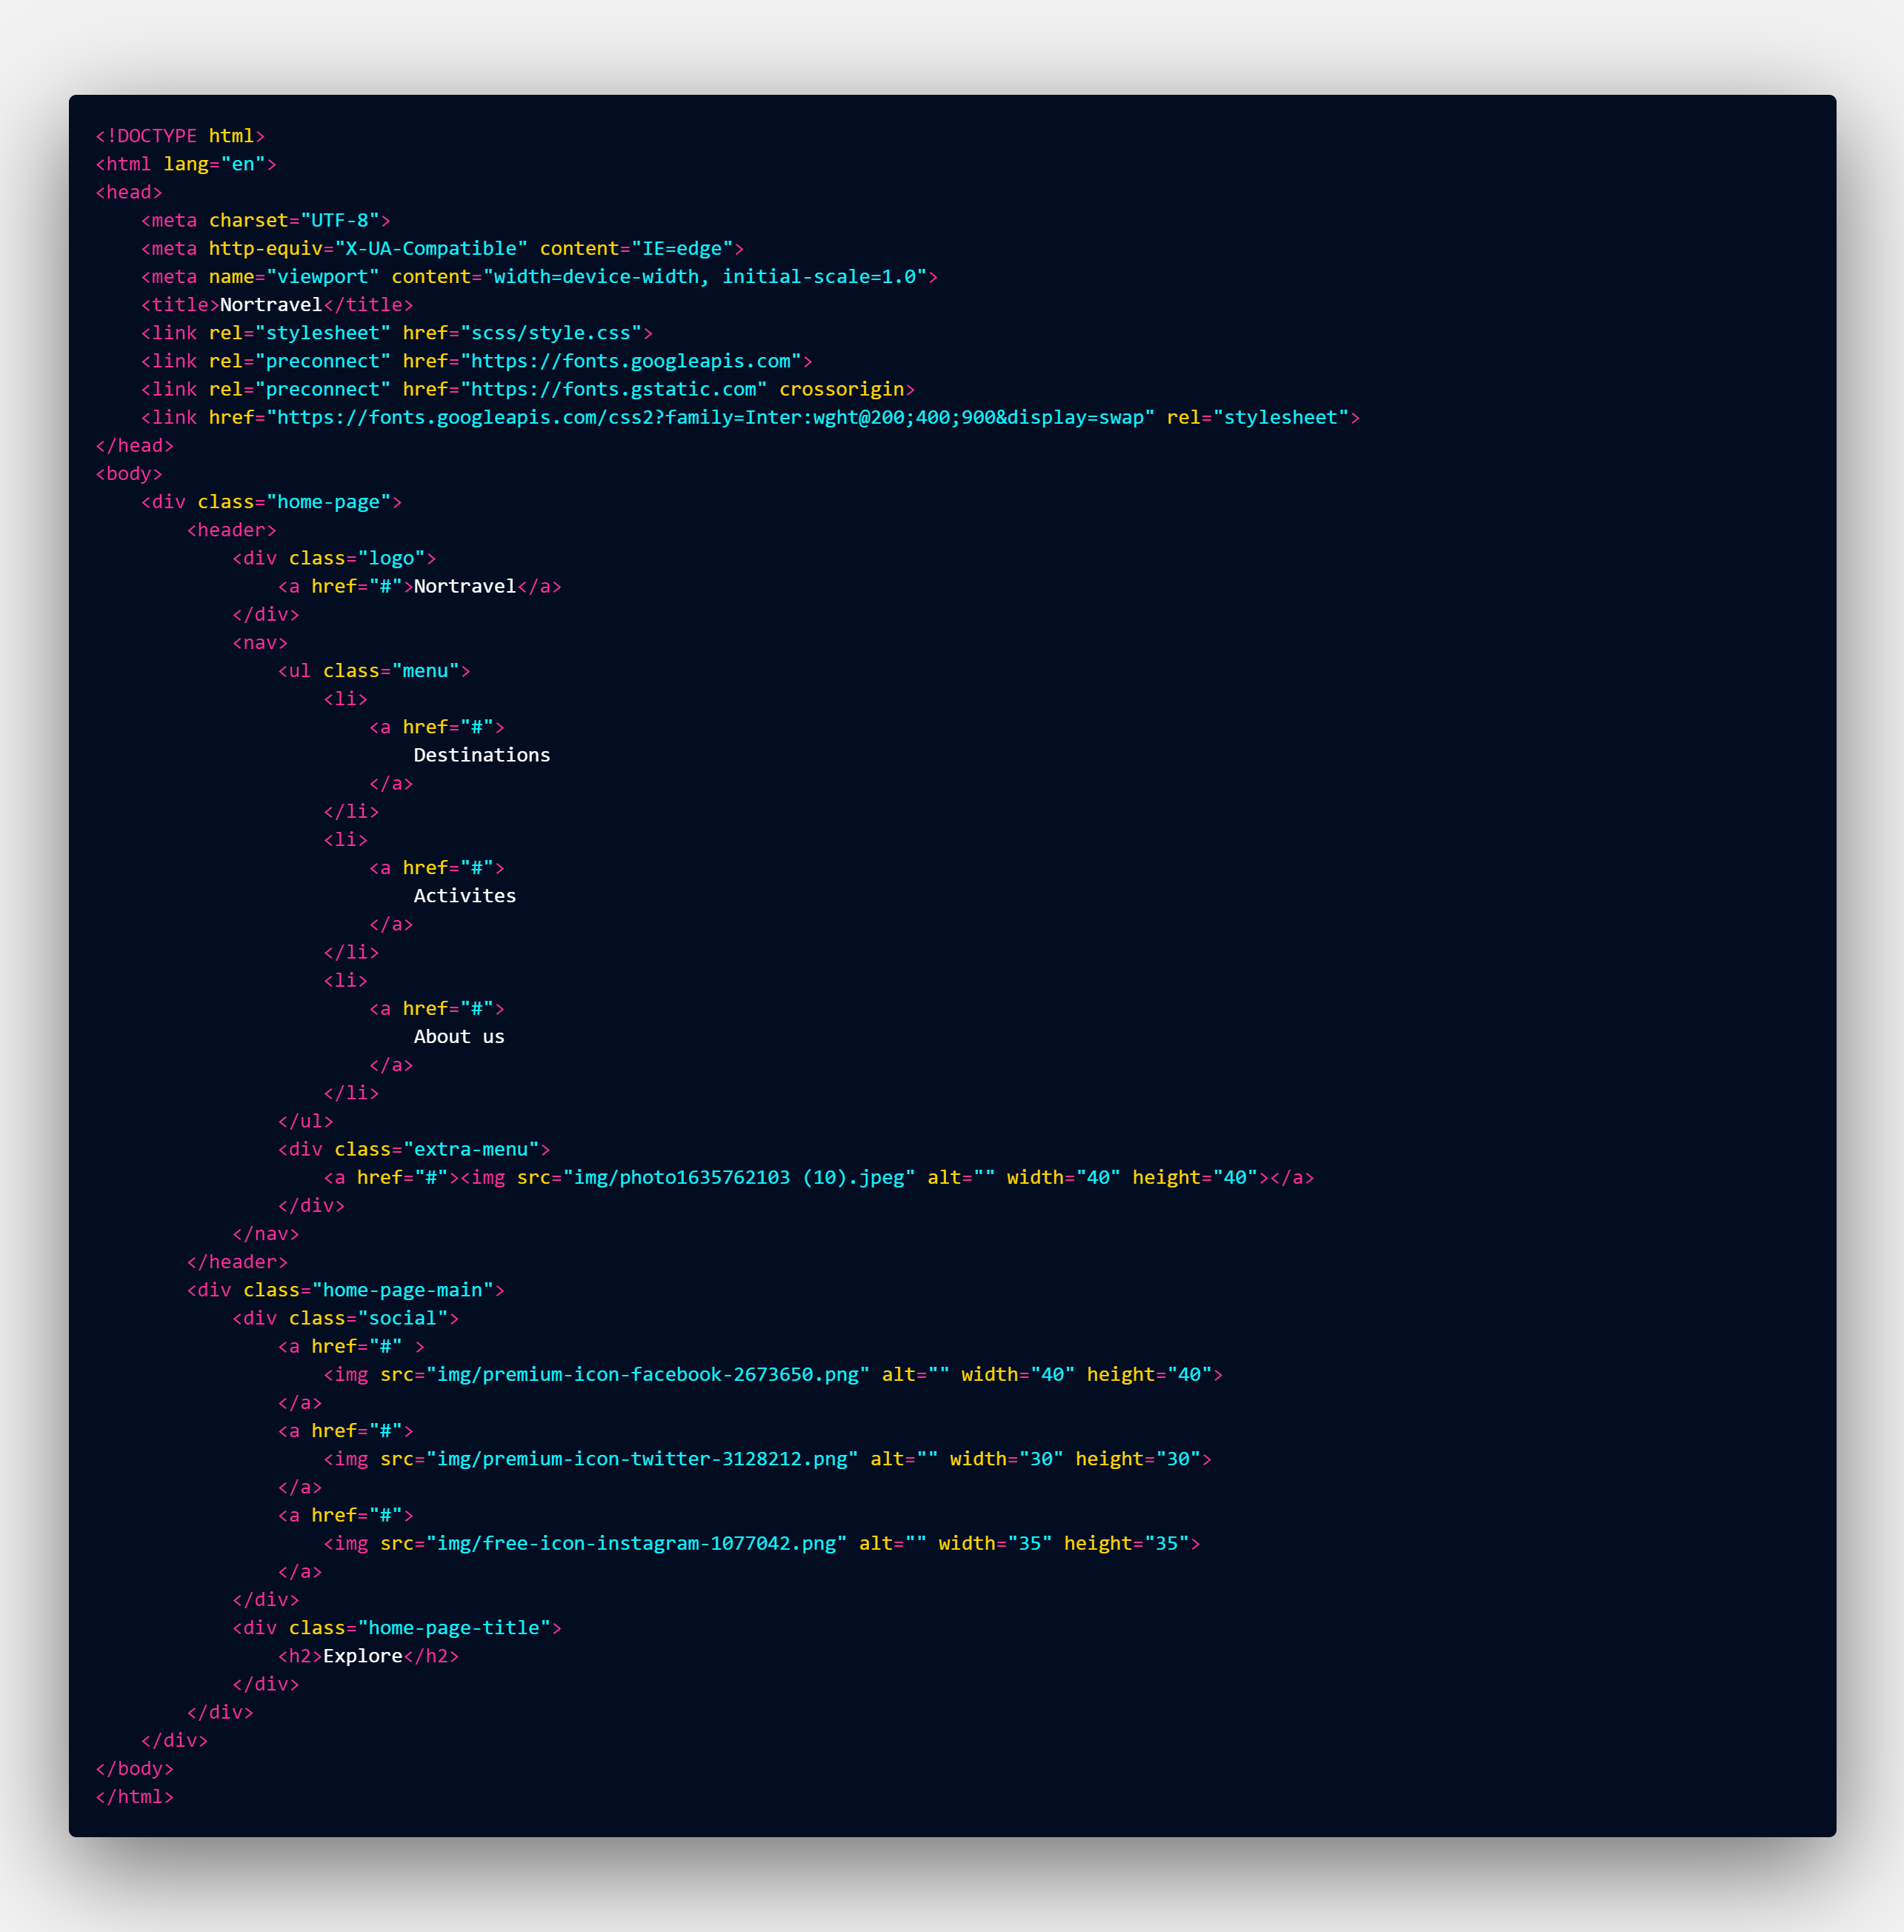 <!DOCTYPE html>
<html lang="en">
<head>
    <meta charset="UTF-8">
    <meta http-equiv="X-UA-Compatible" content="IE=edge">
    <meta name="viewport" content="width=device-width, initial-scale=1.0">
    <title>Nortravel</title>
    <link rel="stylesheet" href="scss/style.css">
    <link rel="preconnect" href="https://fonts.googleapis.com">
    <link rel="preconnect" href="https://fonts.gstatic.com" crossorigin>
    <link href="https://fonts.googleapis.com/css2?family=Inter:wght@200;400;900&display=swap" rel="stylesheet">
</head>
<body>
    <div class="home-page">
        <header>
            <div class="logo">
                <a href="#">Nortravel</a>
            </div>
            <nav>
                <ul class="menu">
                    <li>
                        <a href="#">
                            Destinations
                        </a>
                    </li>
                    <li>
                        <a href="#">
                            Activites
                        </a>
                    </li>
                    <li>
                        <a href="#">
                            About us
                        </a>
                    </li>
                </ul>
                <div class="extra-menu">
                    <a href="#"><img src="img/photo1635762103 (10).jpeg" alt="" width="40" height="40"></a>
                </div>
            </nav>
        </header>
        <div class="home-page-main">
            <div class="social">
                <a href="#" >
                    <img src="img/premium-icon-facebook-2673650.png" alt="" width="40" height="40">
                </a>
                <a href="#">
                    <img src="img/premium-icon-twitter-3128212.png" alt="" width="30" height="30">
                </a>
                <a href="#">
                    <img src="img/free-icon-instagram-1077042.png" alt="" width="35" height="35">
                </a>
            </div>
            <div class="home-page-title">
                <h2>Explore</h2>
            </div>
        </div>
    </div>
</body>
</html>